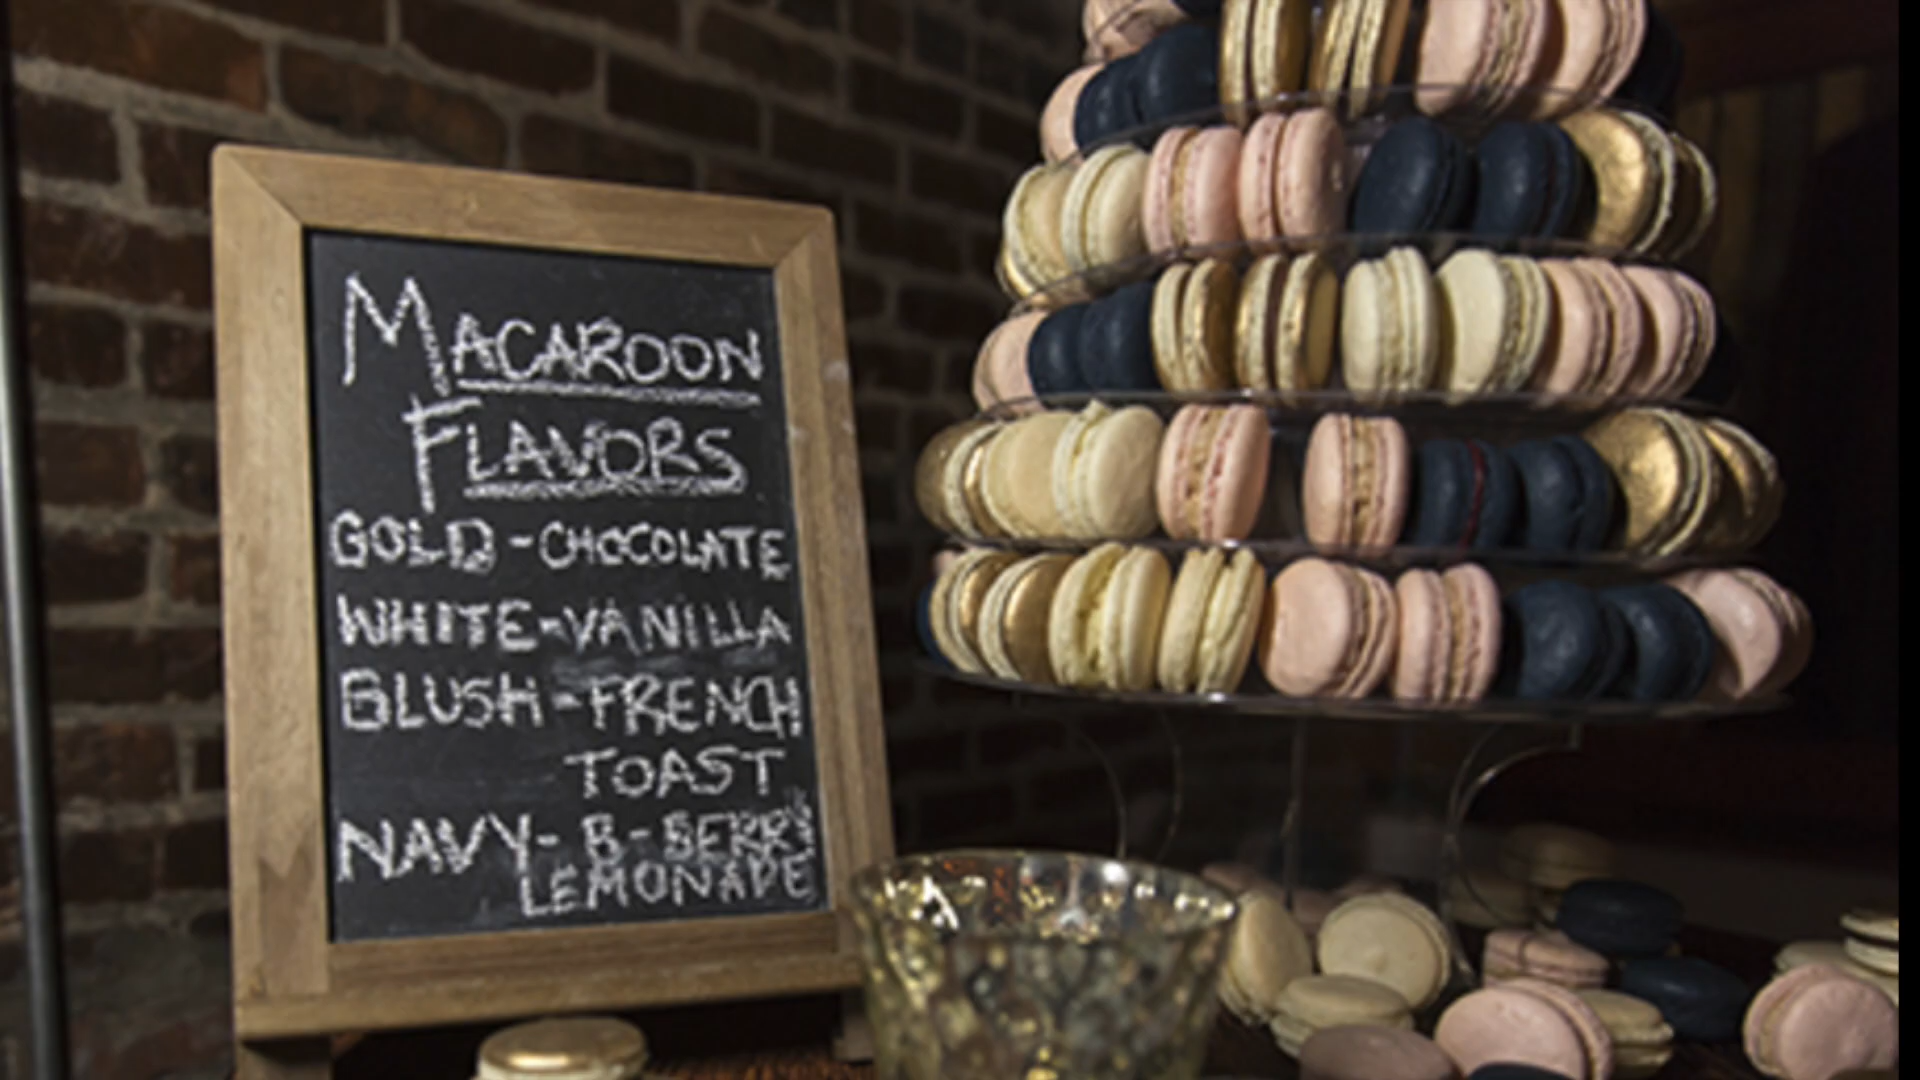 MACAROON
FLAVORS
GOLD - CHOCOLATE
WHITE - VANILLA
BLUSH - FRENCH
TOAST
NAVY - B - BERRY
LEMONADE